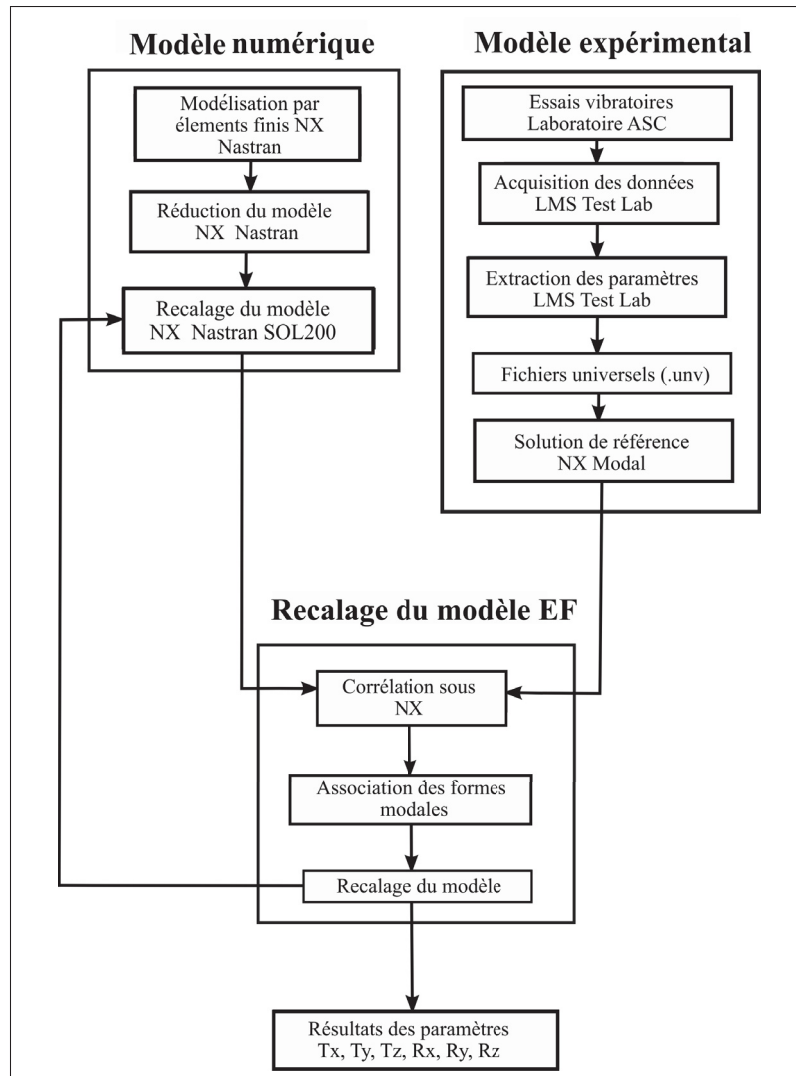 Modèle numérique
Modélisation par
élements finis NX
Nastran
Réduction du modèle
NX Nastran
Recalage du modèle
NX Nastran SOL200
Modèle expérimental
Essais vibratoires
Laboratoire ASC
Acquisition des données
LMS Test Lab
Extraction des paramètres
LMS Test Lab
Fichiers universels (.unv)
Solution de référence
NX Modal
Recalage du modèle EF
Corrélation sous
NX
Association des formes
modales
Recalage du modèle
Résultats des paramètres
Tx, Ty, Tz, Rx, Ry, Rz